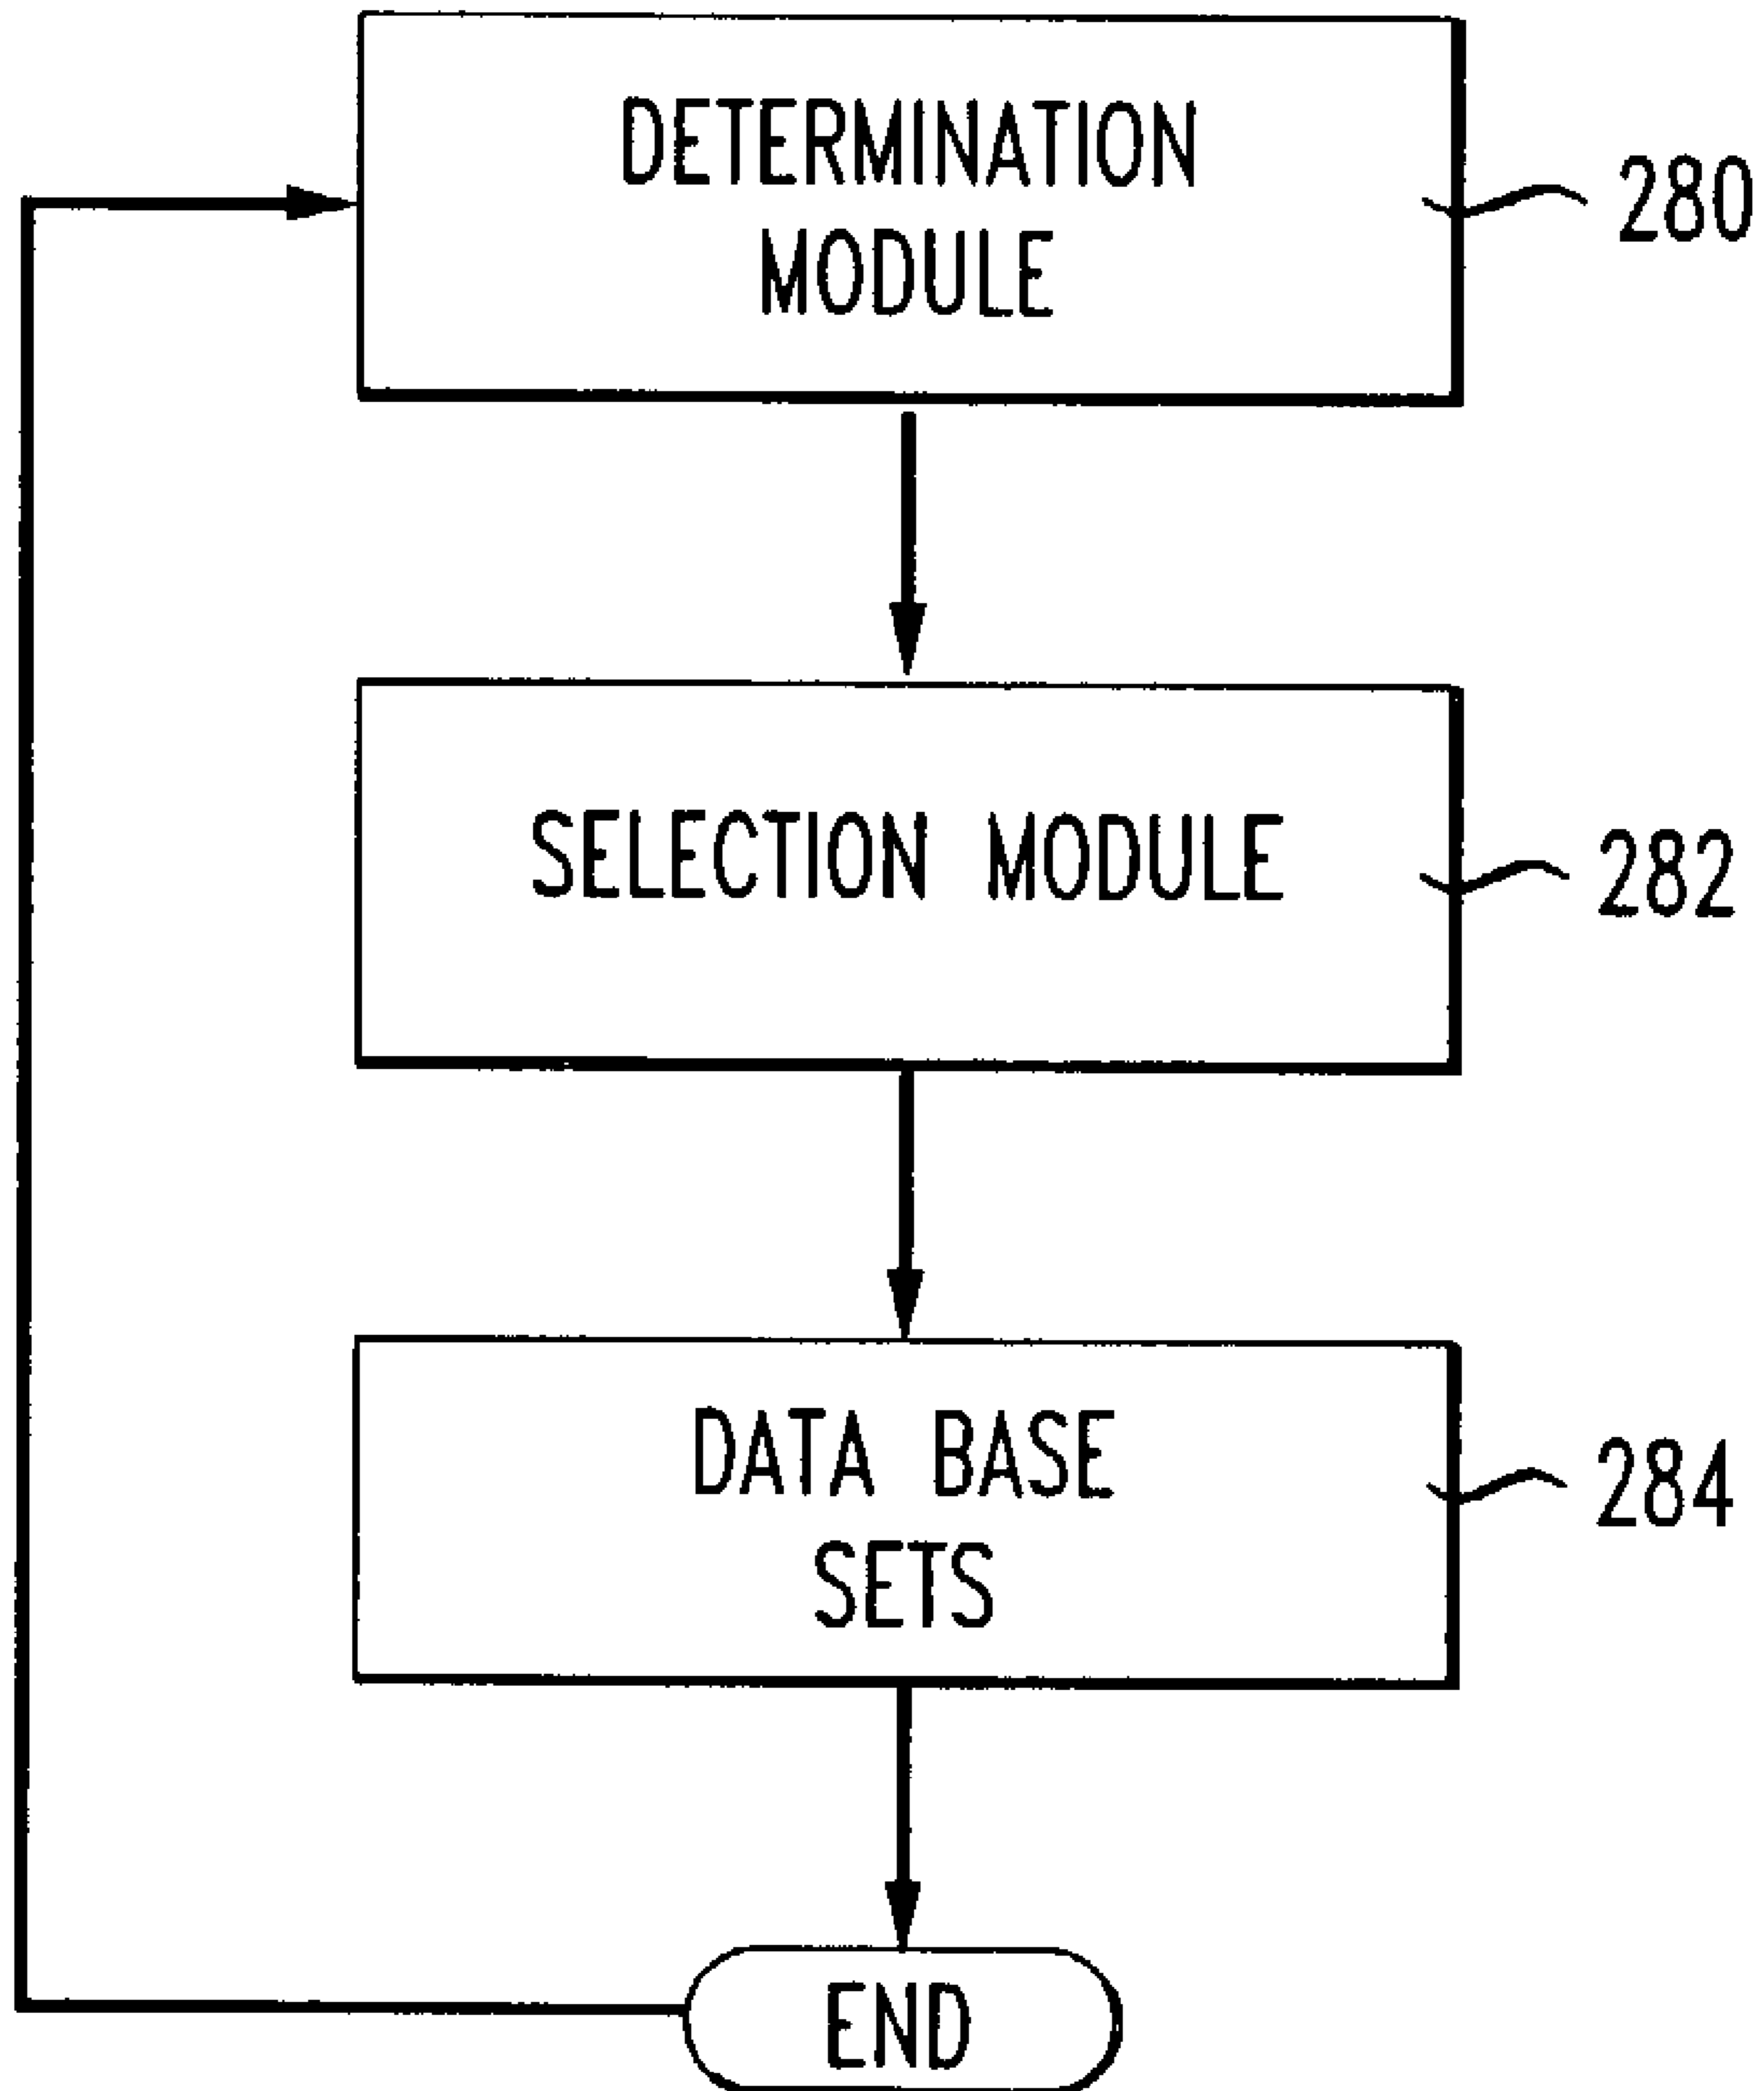 DETERMINATION
MODULE
280
SELECTION MODULE
282
DATA BASE
SETS
284
END